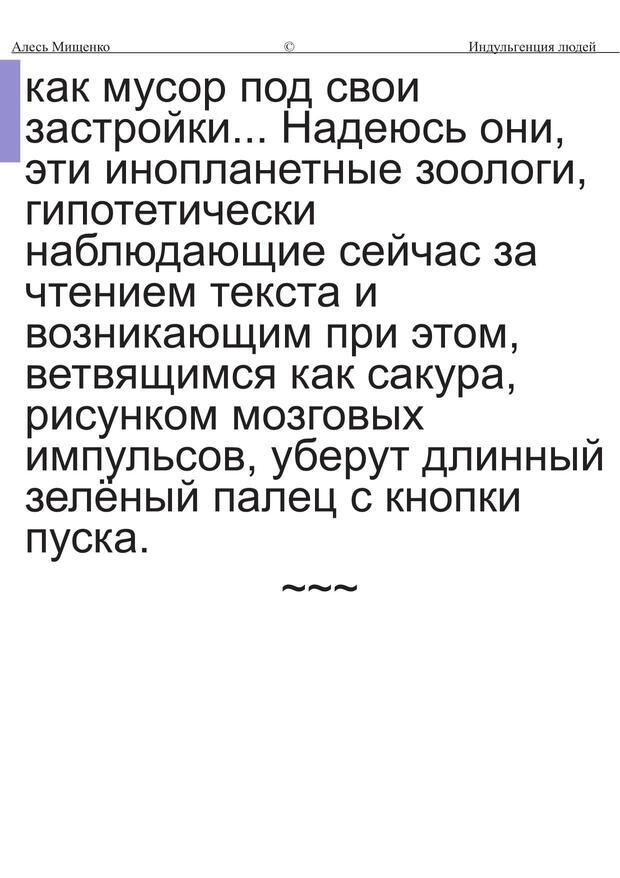 Алесь Мищенко © Индульгенция людей
как мусор под свои
застройки... Надеюсь они,
эти инопланетные зоологи,
гипотетически
наблюдающие сейчас за
чтением текста и
возникающим при этом,
ветвящимся как сакура,
рисунком мозговых
импульсов, уберут длинный
зелёный палец с кнопки
пуска.
~~~